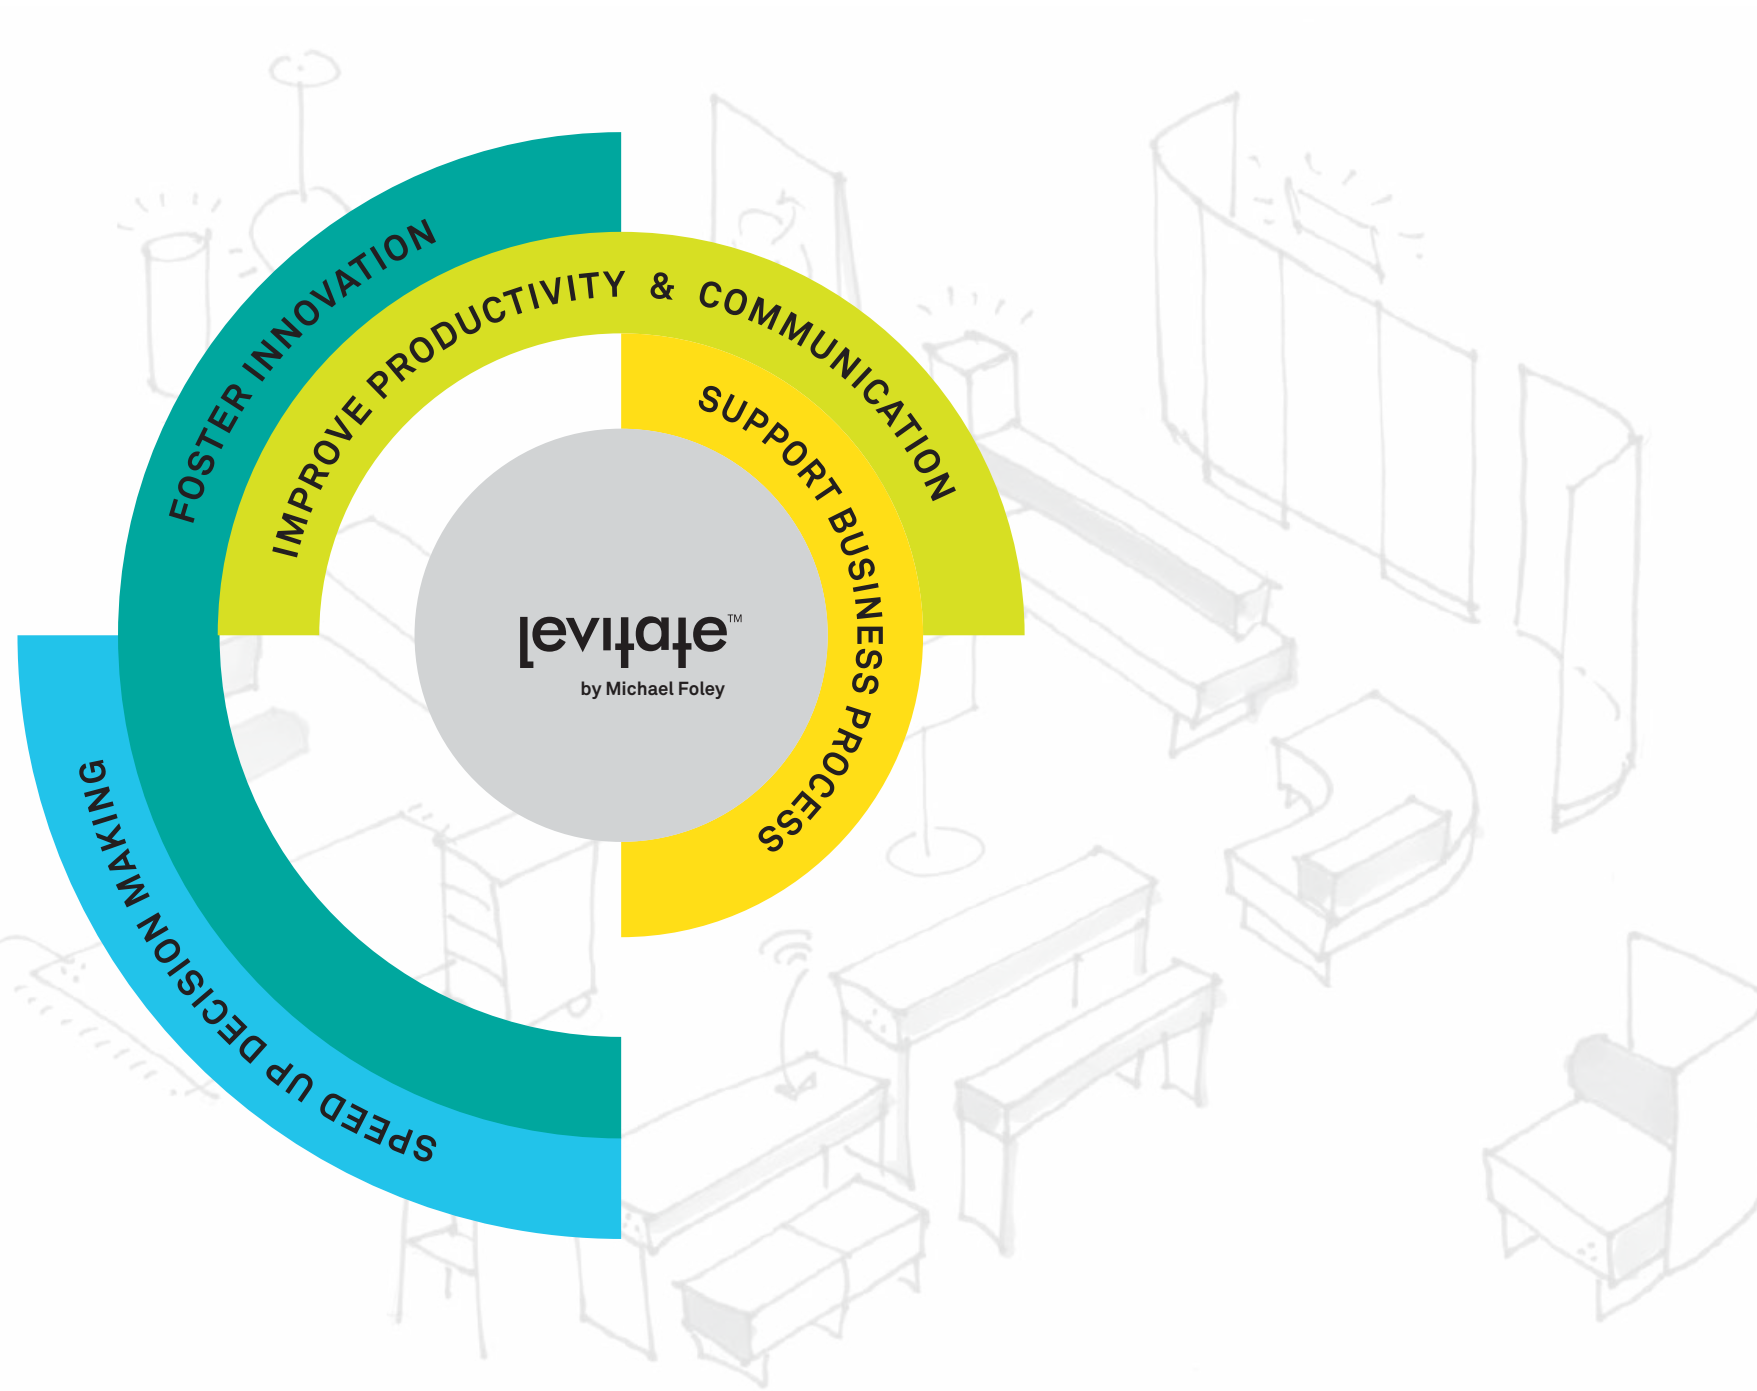 FOSTER INNOVATION
IMPROVE PRODUCTIVITY & COMMUNICATION
SUPPORT BUSINESS PROCESS
levitate™
by Michael Foley
SPEED UP DECISION MAKING